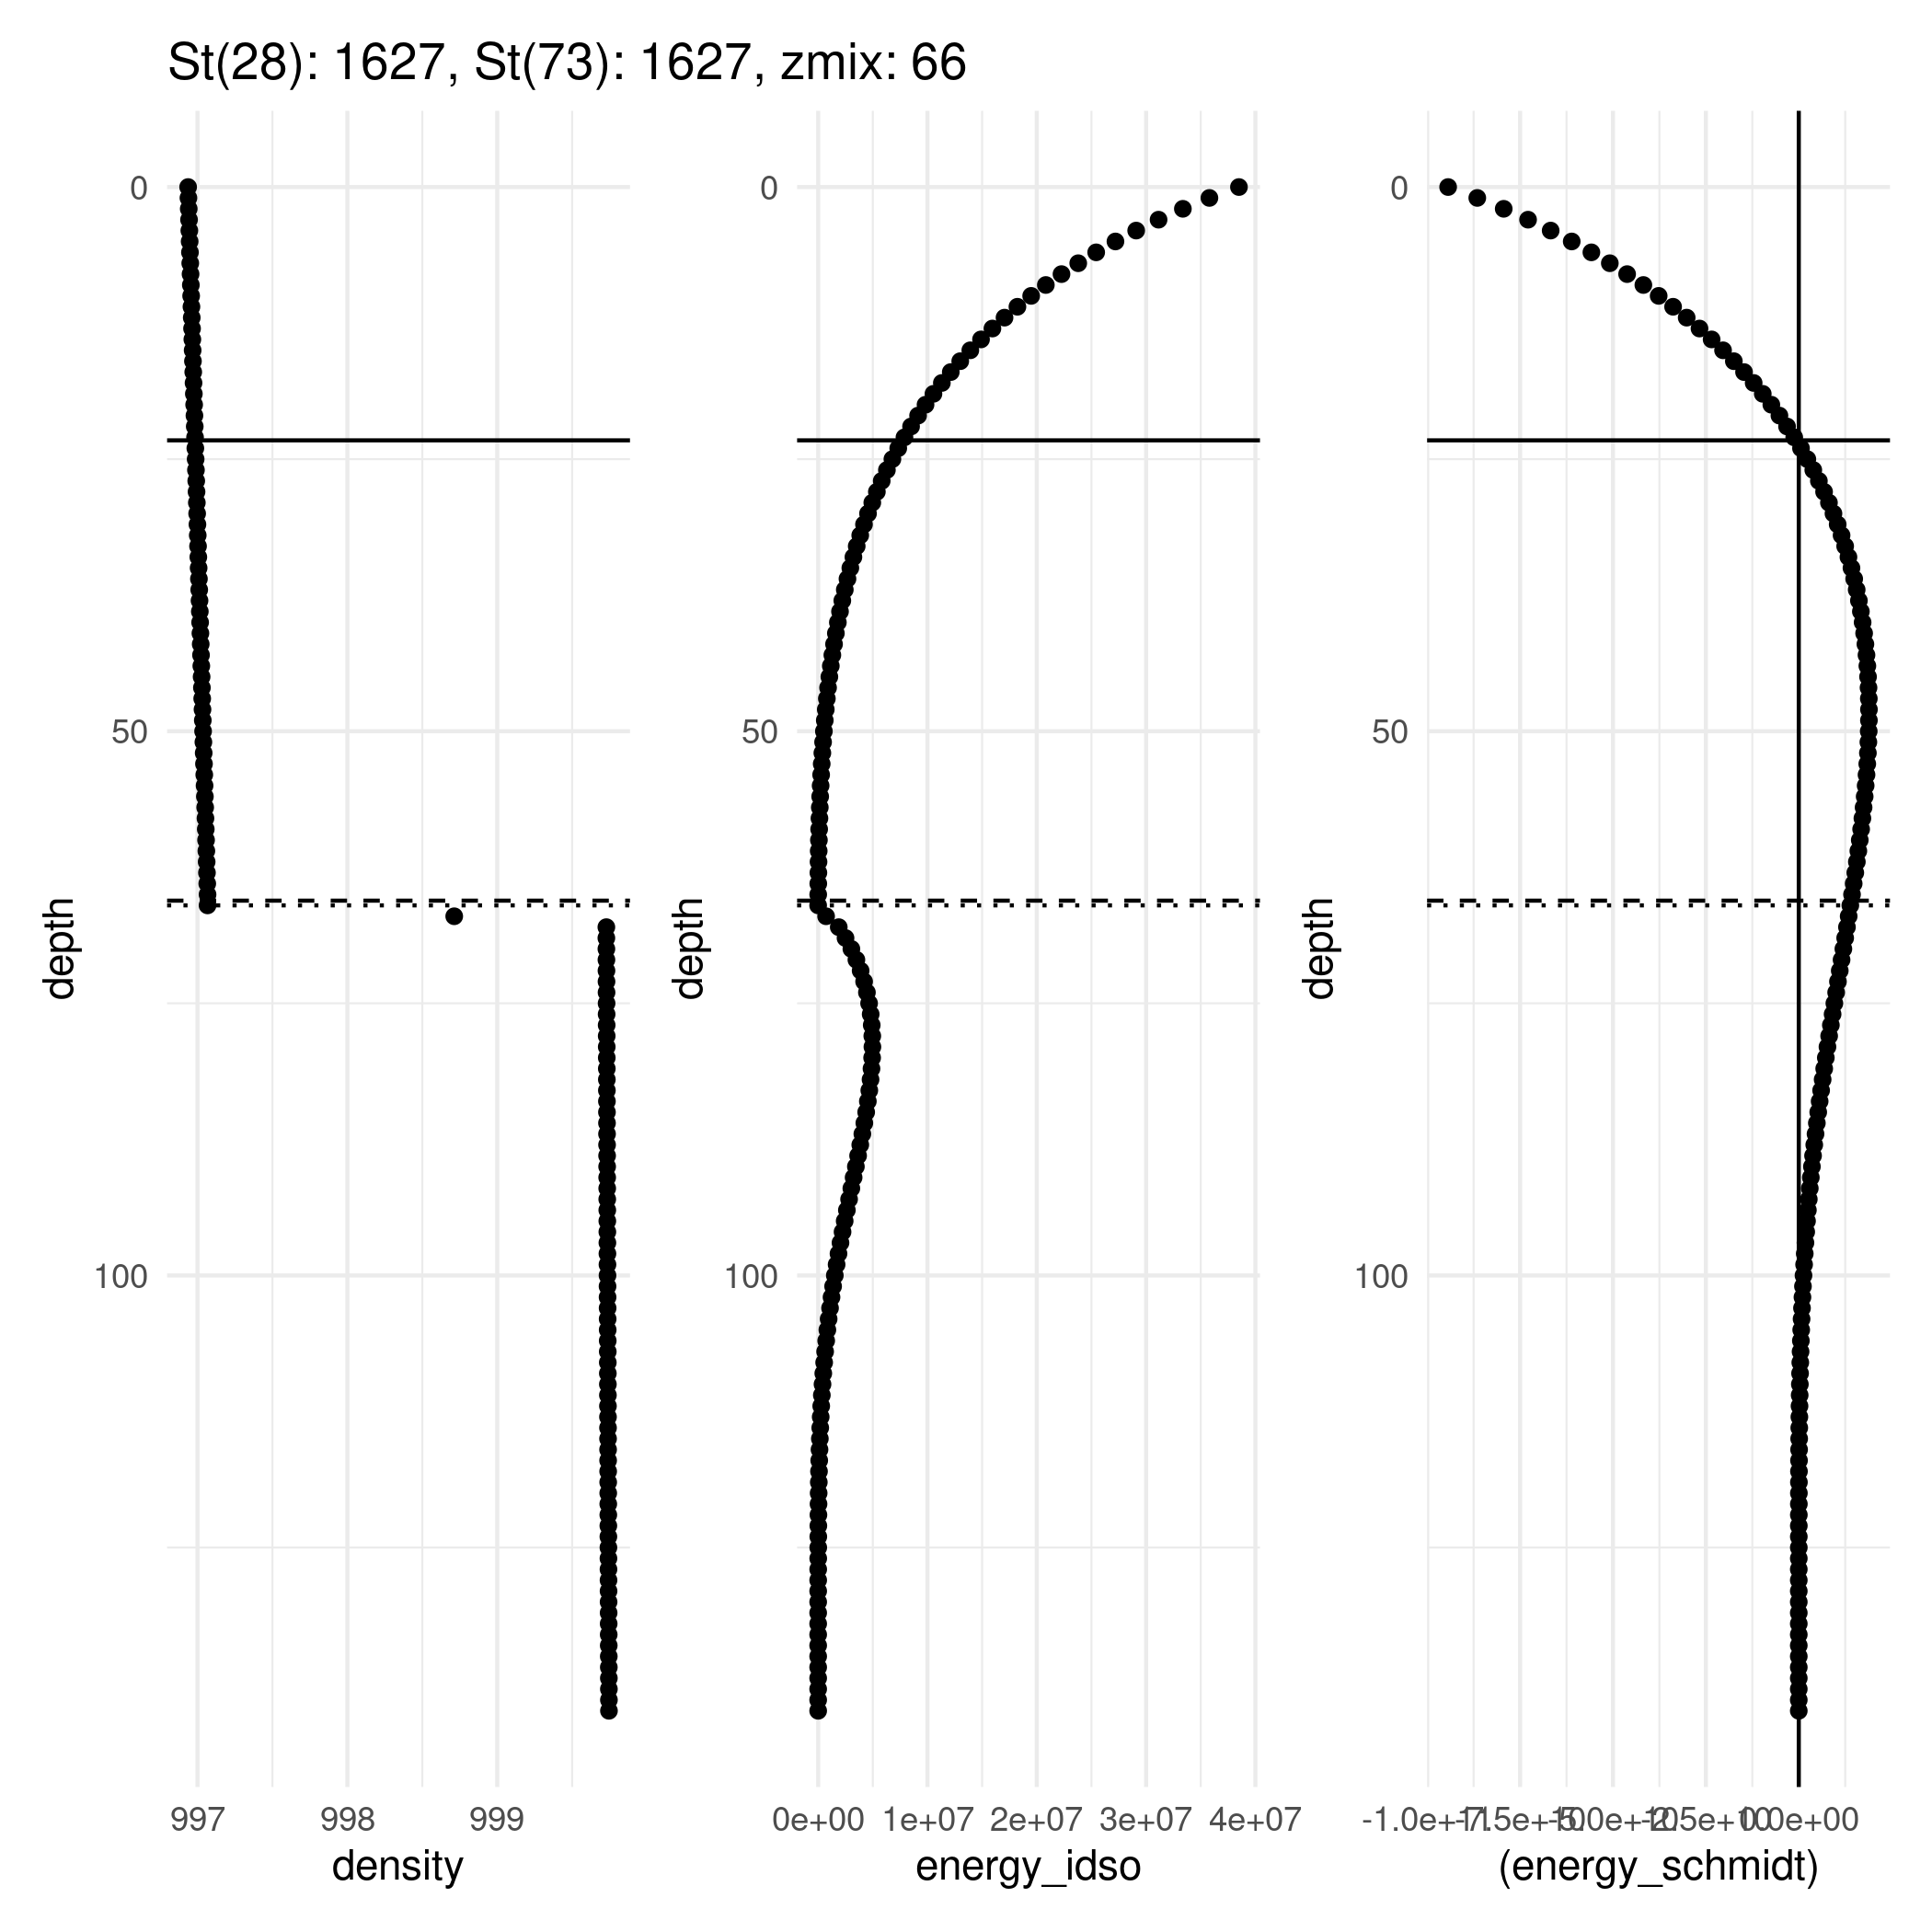 St(28): 1627, St(73): 1627, zmix: 66
0
50
100
depth
997
998
999
density
0
50
100
depth
0e+00
1e+07
2e+07
3e+07
4e+07
energy_idso
0
50
100
depth
0.0e+00
(energy_schmidt)